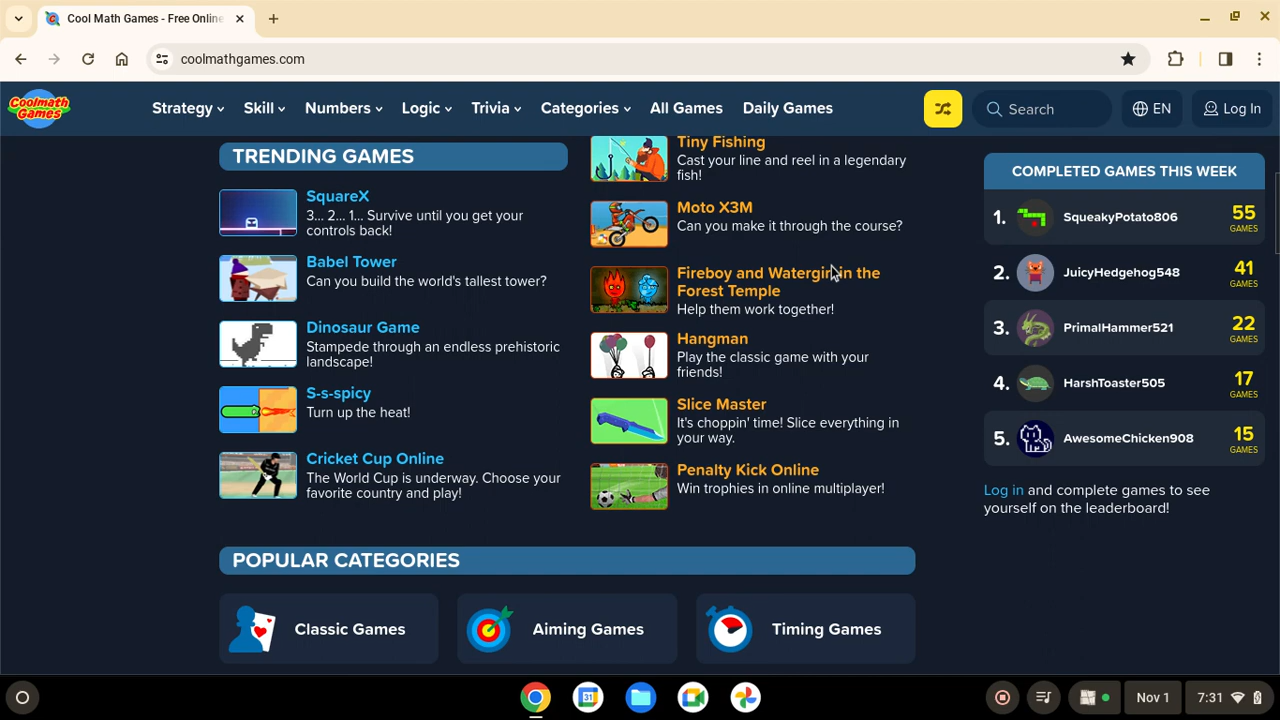 Cool Math Games - Free Online
coolmathgames.com
Coolmath Games
Strategy
Skill
Numbers
Logic
Trivia
Categories
All Games
Daily Games
Search
EN
Log In
TRENDING GAMES
SquareX
3... 2... 1... Survive until you get your
controls back!
Babel Tower
Can you build the world's tallest tower?
Dinosaur Game
Stampede through an endless prehistoric
landscape!
S-s-spicy
Turn up the heat!
Cricket Cup Online
The World Cup is underway. Choose your
favorite country and play!
Tiny Fishing
Cast your line and reel in a legendary
fish!
Moto X3M
Can you make it through the course?
Fireboy and Watergirl in the
Forest Temple
Help them work together!
Hangman
Play the classic game with your
friends!
Slice Master
It's choppin' time! Slice everything in
your way.
Penalty Kick Online
Win trophies in online multiplayer!
COMPLETED GAMES THIS WEEK
1. SqueakyPotato806 55 GAMES
2. JuicyHedgehog548 41 GAMES
3. PrimalHammer521 22 GAMES
4. HarshToaster505 17 GAMES
5. AwesomeChicken908 15 GAMES
Log in and complete games to see
yourself on the leaderboard!
POPULAR CATEGORIES
Classic Games
Aiming Games
Timing Games
31
Nov 1
7:31